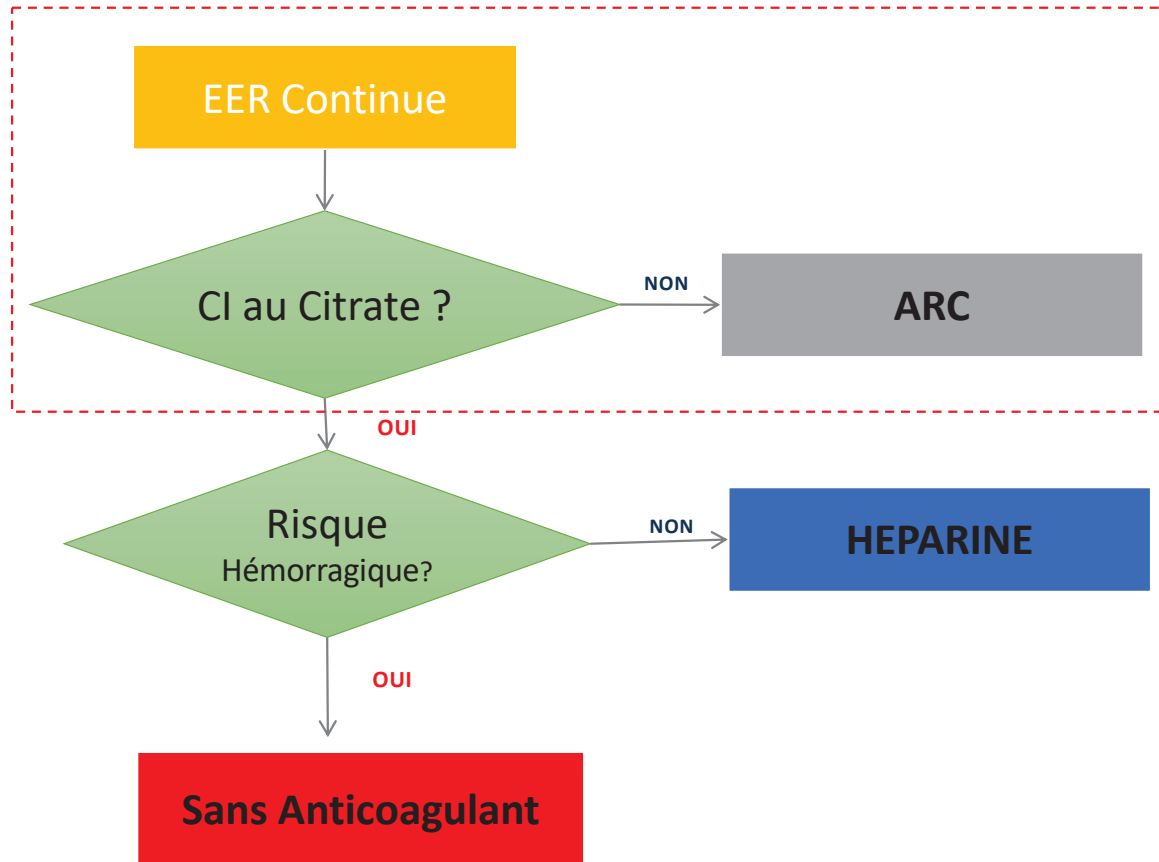 EER Continue
CI au Citrate ?
NON
ARC
OUI
Risque
Hémorragique?
NON
HEPARINE
OUI
Sans Anticoagulant